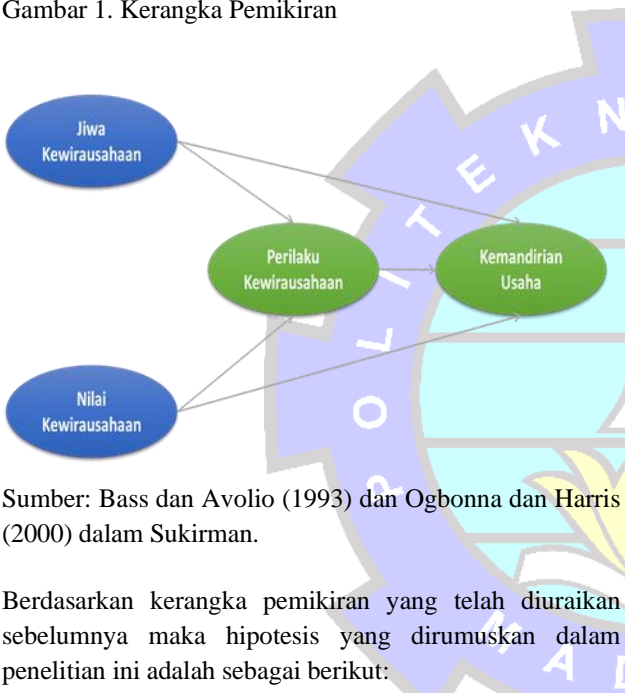 Gambar 1. Kerangka Pemikiran
Jiwa
Kewirausahaan
Perilaku
Kewirausahaan
Kemandirian
Usaha
Nilai
Kewirausahaan
Sumber: Bass dan Avolio (1993) dan Ogbonna dan Harris
(2000) dalam Sukirman.
Berdasarkan kerangka pemikiran yang telah diuraikan
sebelumnya maka hipotesis yang dirumuskan dalam
penelitian ini adalah sebagai berikut:
POLITEKN
MAD